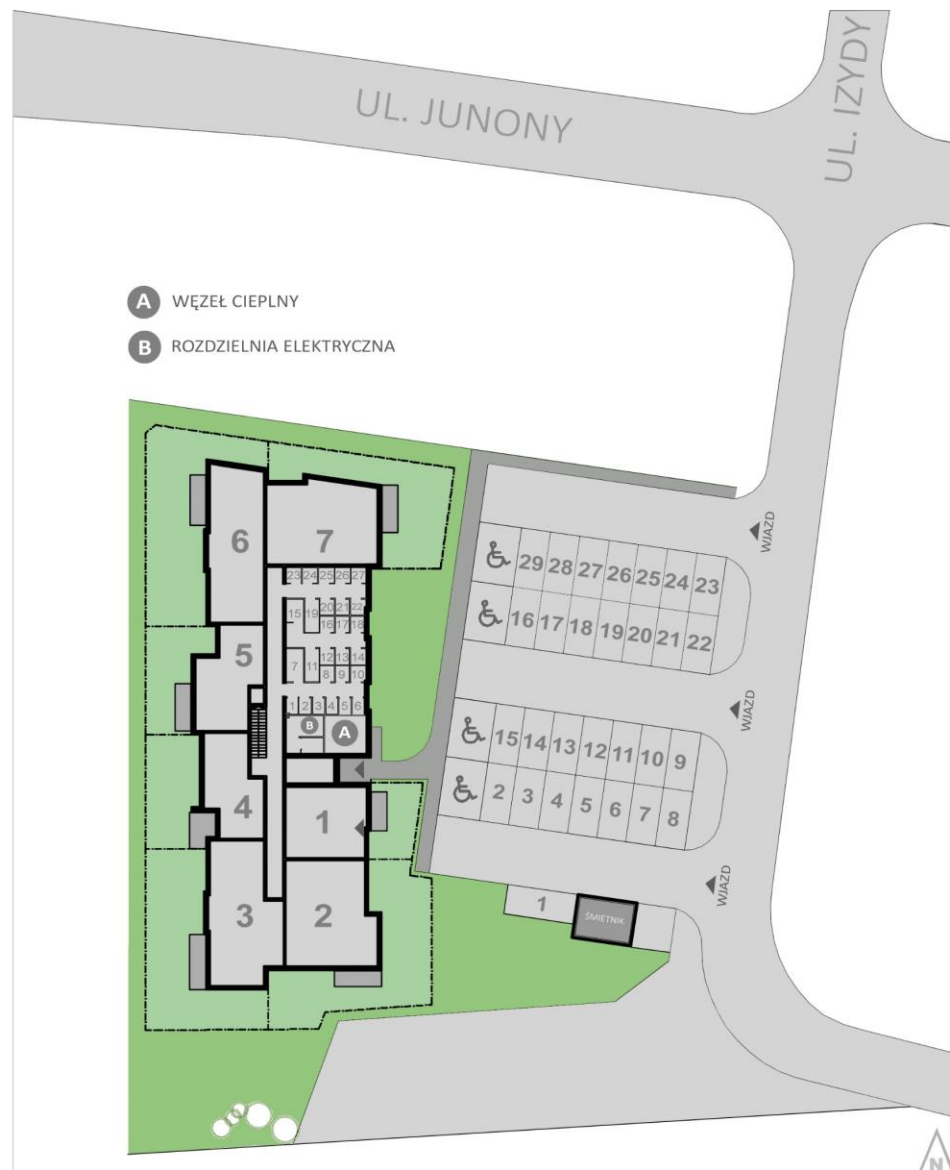 UL. JUNONY
UL. IZYDY
A WĘZEŁ CIEPLNY
B ROZDZIELNIA ELEKTRYCZNA
WJAZD
6
7
29 28 27 26 25 24 23
23 24 25 26 27
16 17 18 19 20 21 22
15 19 20 21 22
16 17 18
5
7 11 12 13 14
8 9 10
WJAZD
1 2 3 4 5 6
B A
15 14 13 12 11 10 9
4
1
2 3 4 5 6 7 8
WJAZD
3
2
1
ŚMIETNIK
N